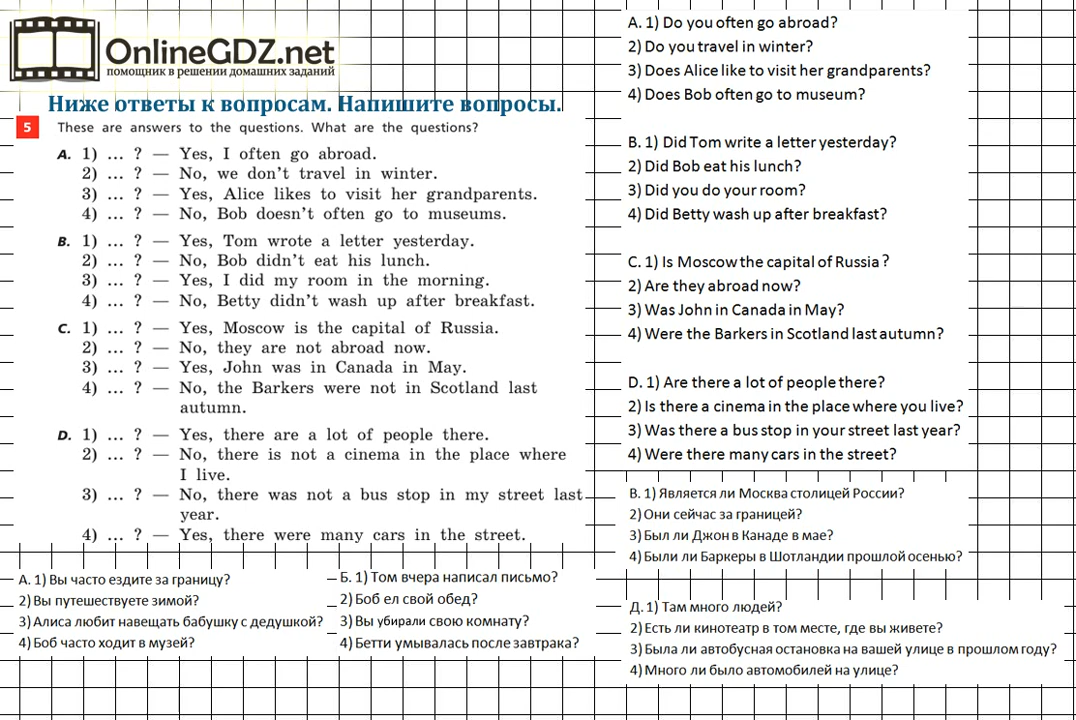 OnlineGDZ.net
помощник в решении домашних заданий
Ниже ответы к вопросам. Напишите вопросы.
5 These are answers to the questions. What are the questions?
A. 1) ... ? — Yes, I often go abroad.
2) ... ? — No, we don't travel in winter.
3) ... ? — Yes, Alice likes to visit her grandparents.
4) ... ? — No, Bob doesn't often go to museums.
B. 1) ... ? — Yes, Tom wrote a letter yesterday.
2) ... ? — No, Bob didn't eat his lunch.
3) ... ? — Yes, I did my room in the morning.
4) ... ? — No, Betty didn't wash up after breakfast.
C. 1) ... ? — Yes, Moscow is the capital of Russia.
2) ... ? — No, they are not abroad now.
3) ... ? — Yes, John was in Canada in May.
4) ... ? — No, the Barkers were not in Scotland last
autumn.
D. 1) ... ? — Yes, there are a lot of people there.
2) ... ? — No, there is not a cinema in the place where
I live.
3) ... ? — No, there was not a bus stop in my street last
year.
4) ... ? — Yes, there were many cars in the street.
A. 1) Do you often go abroad?
2) Do you travel in winter?
3) Does Alice like to visit her grandparents?
4) Does Bob often go to museum?
B. 1) Did Tom write a letter yesterday?
2) Did Bob eat his lunch?
3) Did you do your room?
4) Did Betty wash up after breakfast?
C. 1) Is Moscow the capital of Russia?
2) Are they abroad now?
3) Was John in Canada in May?
4) Were the Barkers in Scotland last autumn?
D. 1) Are there a lot of people there?
2) Is there a cinema in the place where you live?
3) Was there a bus stop in your street last year?
4) Were there many cars in the street?
А. 1) Вы часто ездите за границу?
2) Вы путешествуете зимой?
3) Алиса любит навещать бабушку с дедушкой?
4) Боб часто ходит в музей?
Б. 1) Том вчера написал письмо?
2) Боб ел свой обед?
3) Вы убирали свою комнату?
4) Бетти умывалась после завтрака?
В. 1) Является ли Москва столицей России?
2) Они сейчас за границей?
3) Был ли Джон в Канаде в мае?
4) Были ли Баркеры в Шотландии прошлой осенью?
Д. 1) Там много людей?
2) Есть ли кинотеатр в том месте, где вы живете?
3) Была ли автобусная остановка на вашей улице в прошлом году?
4) Много ли было автомобилей на улице?